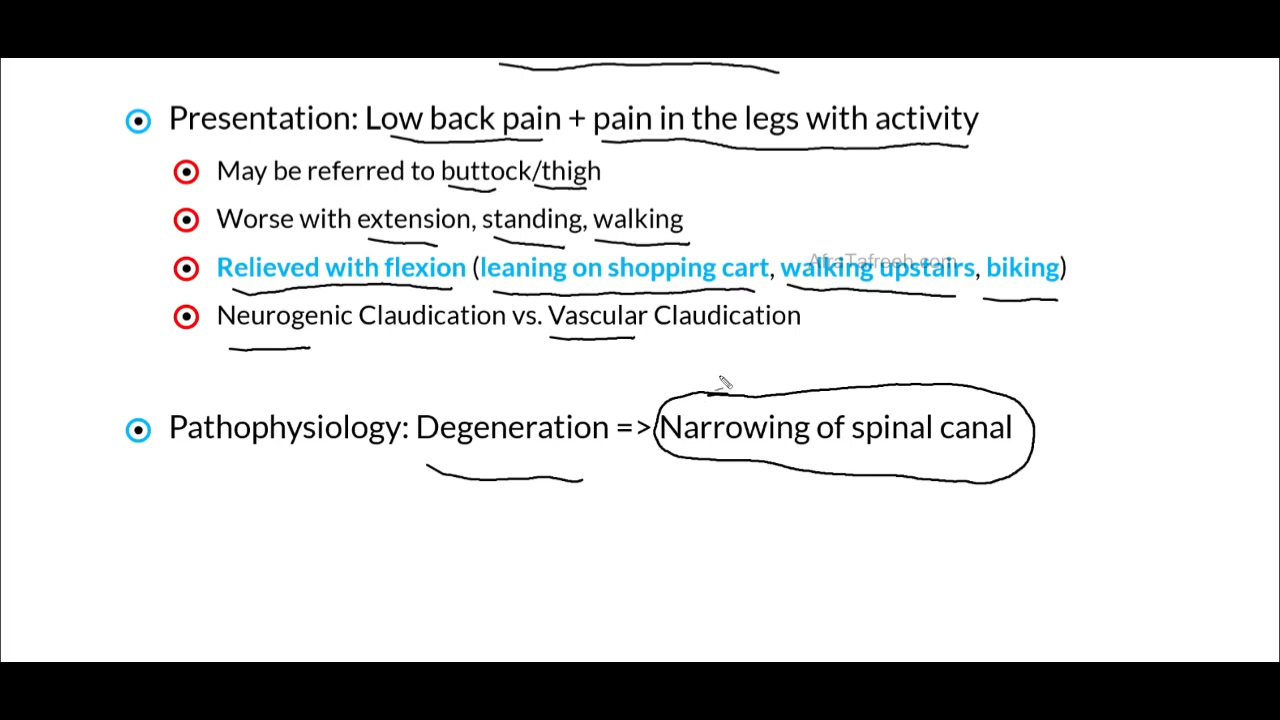 Presentation: Low back pain + pain in the legs with activity
May be referred to buttock/thigh
Worse with extension, standing, walking
Relieved with flexion (leaning on shopping cart, walking upstairs, biking)
AfraTafreeh.com
Neurogenic Claudication vs. Vascular Claudication
Pathophysiology: Degeneration => Narrowing of spinal canal